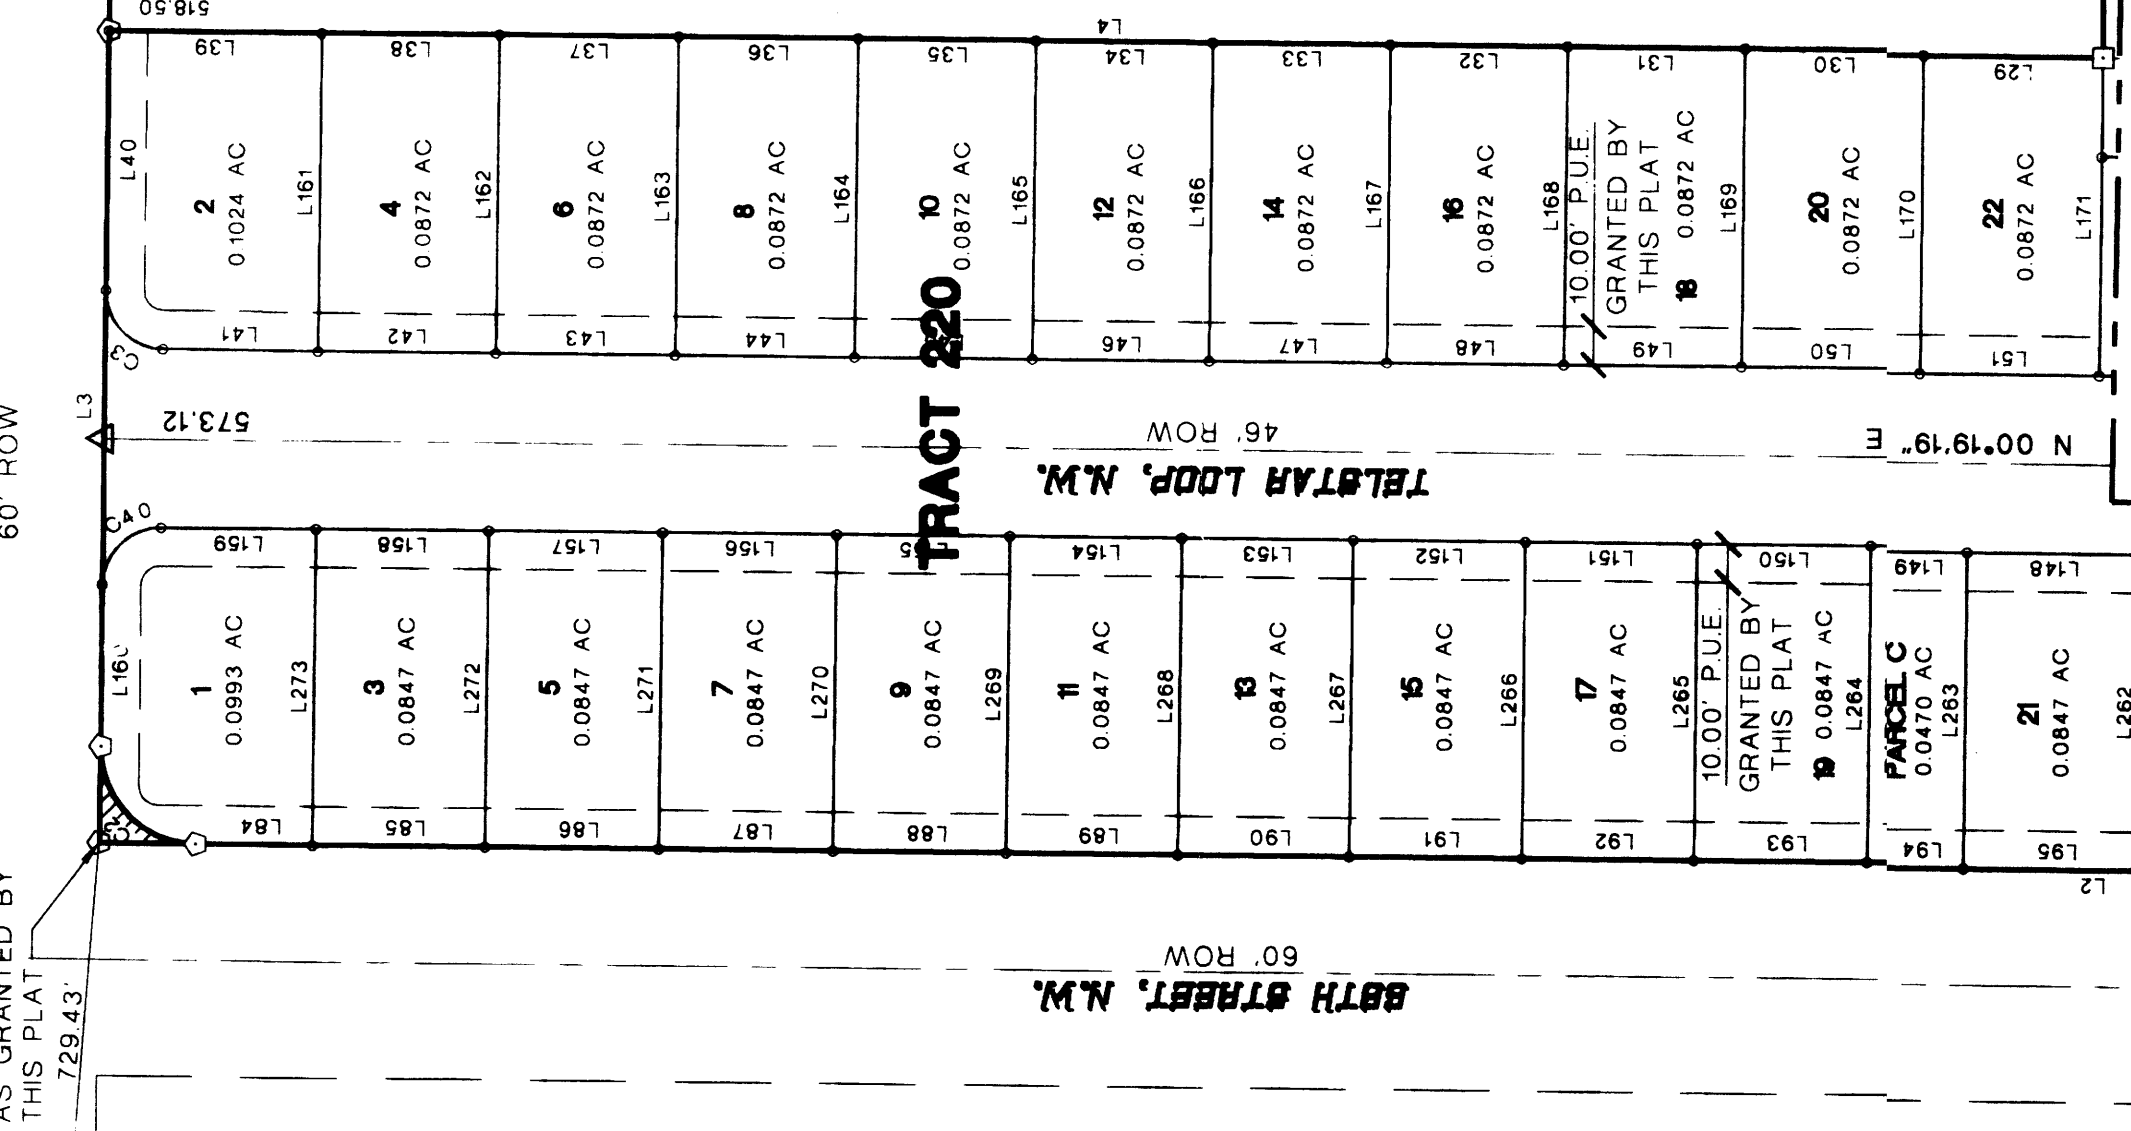 518.50
L4
L39
L38
L37
L36
L35
L34
L33
L32
L31
L30
L29
L40
2
0.1024 AC
L161
4
0.0872 AC
L162
6
0.0872 AC
L163
8
0.0872 AC
L164
10
0.0872 AC
L165
12
0.0872 AC
L166
14
0.0872 AC
L167
16
0.0872 AC
L168
10.00' P.U.E.
GRANTED BY
THIS PLAT
18 0.0872 AC
L169
20
0.0872 AC
L170
22
0.0872 AC
L171
C3
L41
L42
L43
L44
L46
L47
L48
L49
L50
L51
60' ROW
L3
573.12
TRACT 220
46' ROW
N 00°19'19" E
TELSTAR LOOP, N.W.
C40
L159
L158
L157
L156
L154
L153
L152
L151
L150
L149
L148
1
0.0993 AC
L273
3
0.0847 AC
L272
5
0.0847 AC
L271
7
0.0847 AC
L270
9
0.0847 AC
L269
11
0.0847 AC
L268
13
0.0847 AC
L267
15
0.0847 AC
L266
17
0.0847 AC
L265
10.00' P.U.E.
GRANTED BY
THIS PLAT
19 0.0847 AC
L264
PARCEL C
0.0470 AC
L263
21
0.0847 AC
L262
L84
L85
L86
L87
L88
L89
L90
L91
L92
L93
L94
L95
L2
AS GRANTED BY
THIS PLAT
729.43'
60' ROW
88TH STREET, N.W.